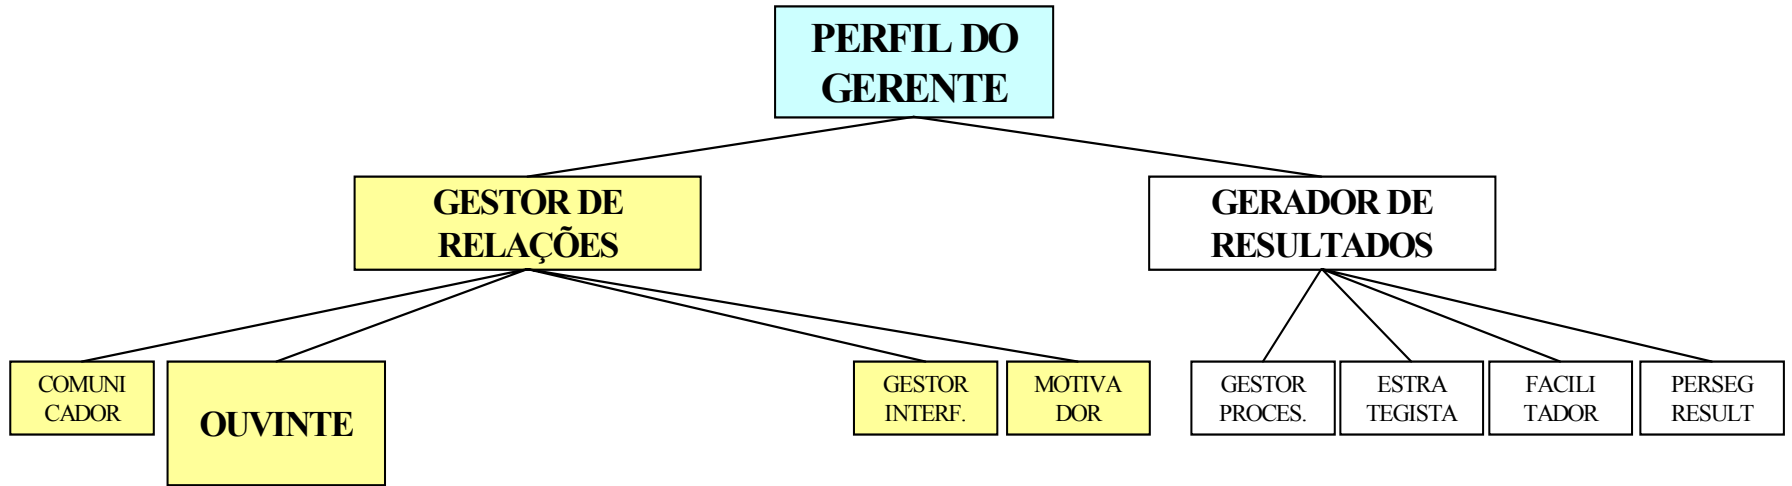 PERFIL DO
GERENTE
GESTOR DE
RELAÇÕES
GERADOR DE
RESULTADOS
COMUNI
CADOR
OUVINTE
GESTOR
INTERF.
MOTIVA
DOR
GESTOR
PROCES.
ESTRA
TEGISTA
FACILI
TADOR
PERSEG
RESULT